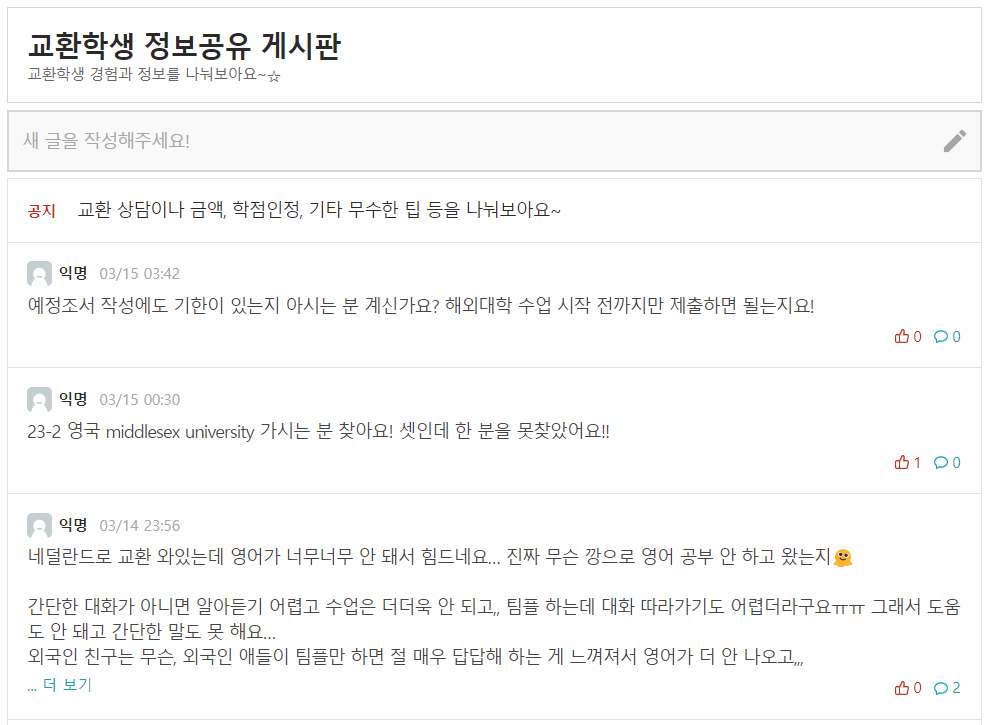 교환학생 정보공유 게시판
교환학생 경험과 정보를 나눠보아요~☆
새 글을 작성해주세요!
공지 교환 상담이나 금액, 학점인정, 기타 무수한 팁 등을 나눠보아요~
익명 03/15 03:42
예정조서 작성에도 기한이 있는지 아시는 분 계신가요? 해외대학 수업 시작 전까지만 제출하면 될는지요!
0 0
익명 03/15 00:30
23-2 영국 middlesex university 가시는 분 찾아요! 셋인데 한 분을 못찾았어요!!
1 0
익명 03/14 23:56
네덜란드로 교환 와있는데 영어가 너무너무 안 돼서 힘드네요... 진짜 무슨 깡으로 영어 공부 안 하고 왔는지🫠
간단한 대화가 아니면 알아듣기 어렵고 수업은 더더욱 안 되고,, 팀플 하는데 대화 따라가기도 어렵더라구요ㅠㅠ 그래서 도움
도 안 돼고 간단한 말도 못 해요...
외국인 친구는 무슨, 외국인 애들이 팀플만 하면 절 매우 답답해 하는 게 느껴져서 영어가 더 안 나오고,,,
... 더 보기
0 2